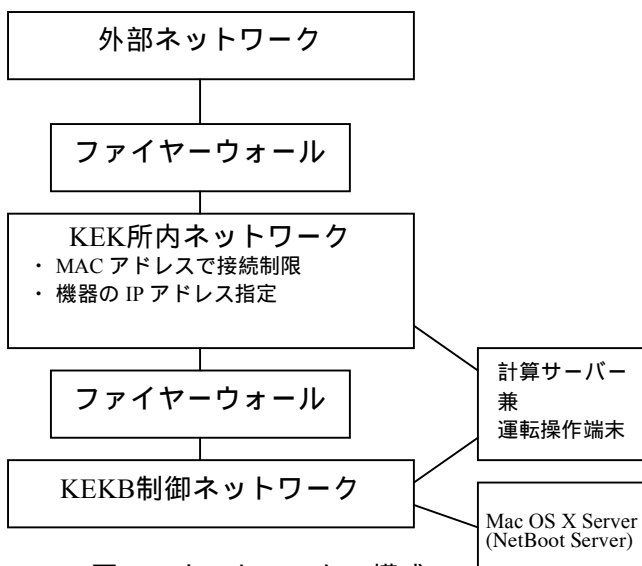 外部ネットワーク
ファイヤーウォール
KEK所内ネットワーク
・ MAC アドレスで接続制限
・ 機器の IP アドレス指定
ファイヤーウォール
計算サーバー
兼
運転操作端末
KEKB制御ネットワーク
Mac OS X Server
(NetBoot Server)